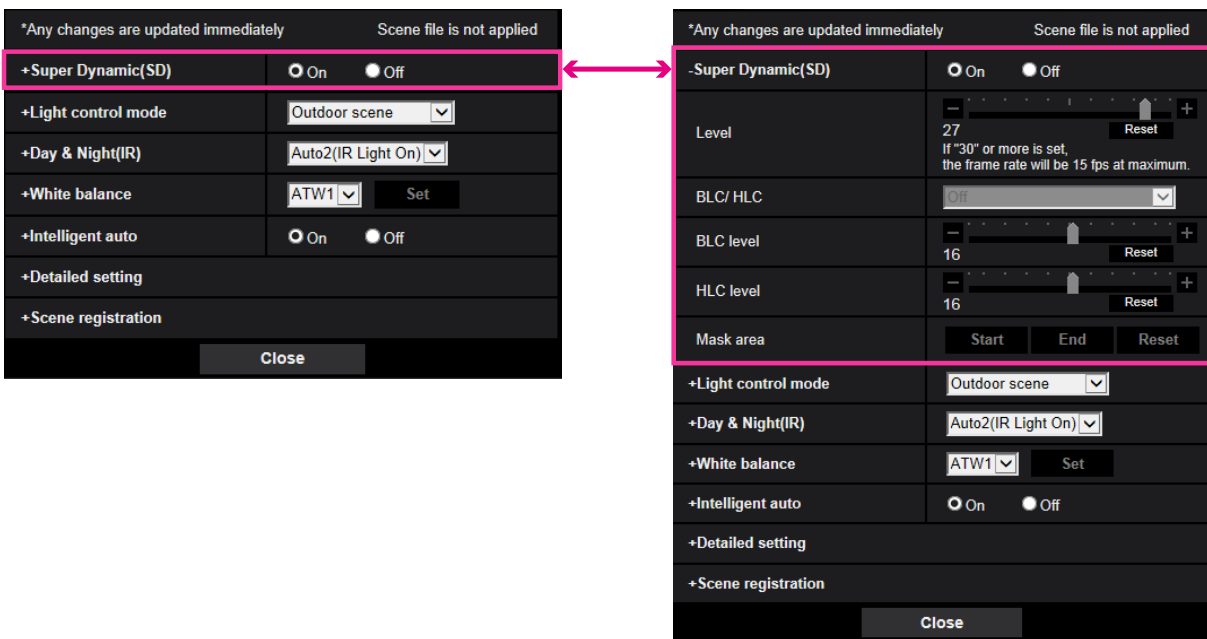 *Any changes are updated immediately Scene file is not applied
+Super Dynamic(SD) On Off
+Light control mode Outdoor scene
+Day & Night(IR) Auto2(IR Light On)
+White balance ATW1 Set
+Intelligent auto On Off
+Detailed setting
+Scene registration
Close
*Any changes are updated immediately Scene file is not applied
-Super Dynamic(SD) On Off
Level - +
27 Reset
If "30" or more is set,
the frame rate will be 15 fps at maximum.
BLC/ HLC Off
BLC level - +
16 Reset
HLC level - +
16 Reset
Mask area Start End Reset
+Light control mode Outdoor scene
+Day & Night(IR) Auto2(IR Light On)
+White balance ATW1 Set
+Intelligent auto On Off
+Detailed setting
+Scene registration
Close